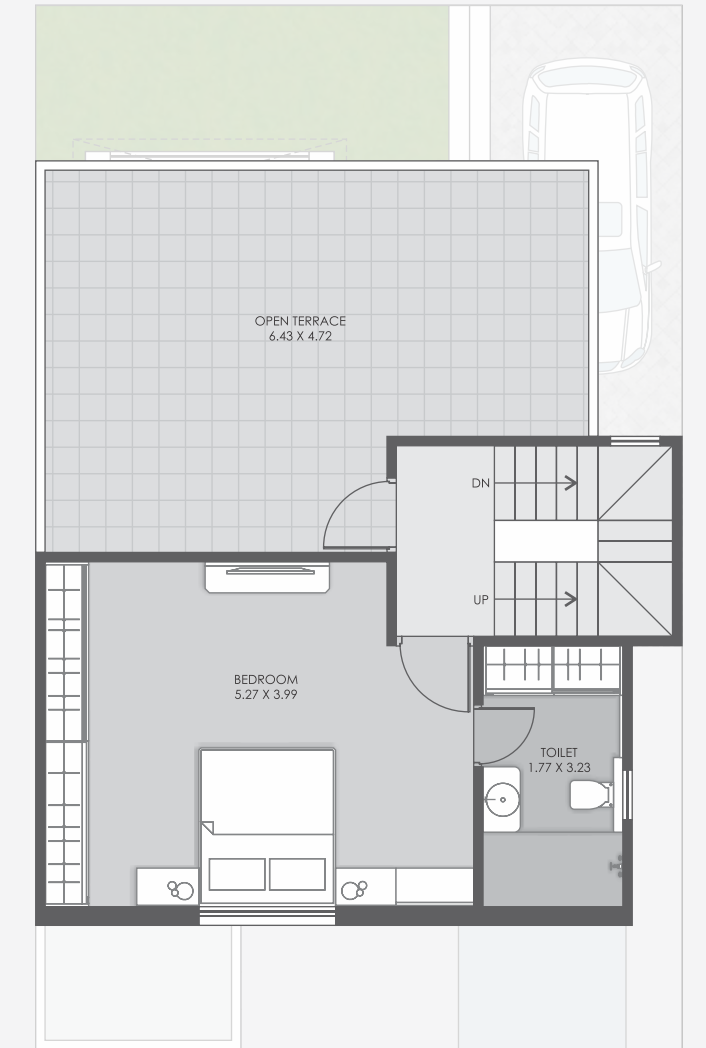 OPEN TERRACE
6.43 X 4.72
DN
UP
BEDROOM
5.27 X 3.99
TOILET
1.77 X 3.23